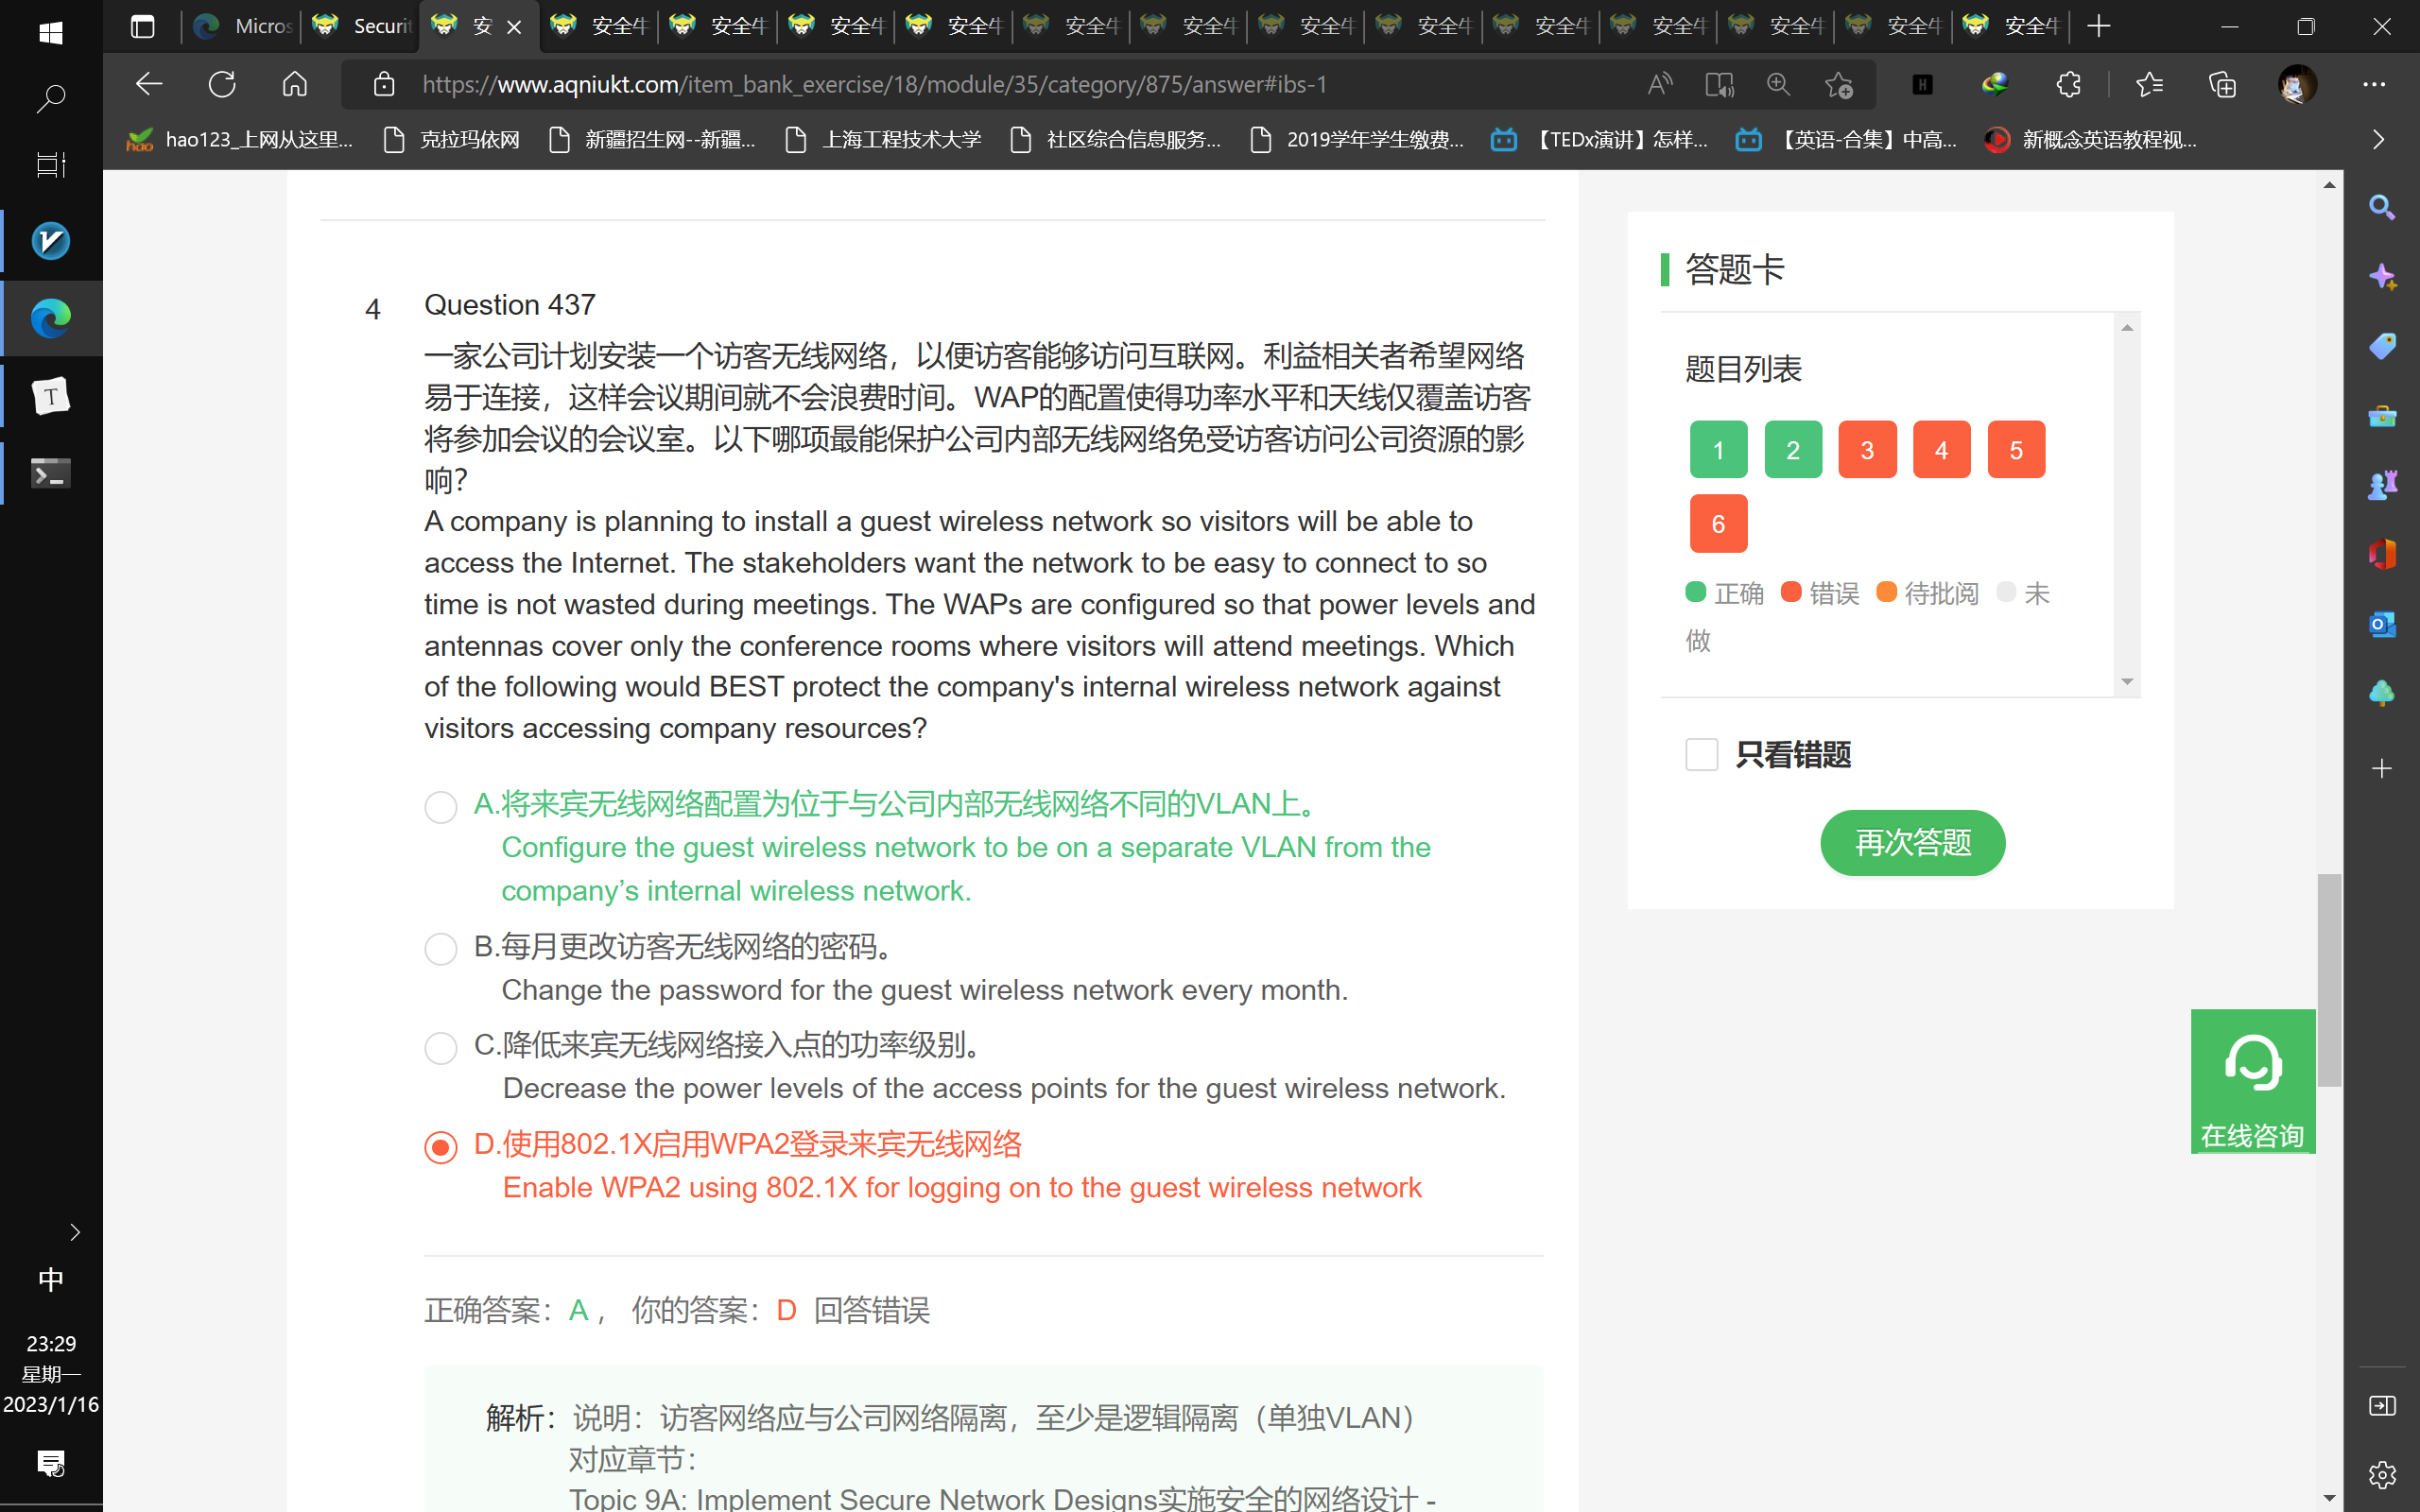 Micros
Securit
安
安全牛
安全牛
安全牛
安全牛
安全牛
安全牛
安全牛
安全牛
安全牛
安全牛
安全牛
安全牛
安全牛
https://www.aqniukt.com/item_bank_exercise/18/module/35/category/875/answer#ibs-1
hao123_上网从这里...
克拉玛依网
新疆招生网--新疆...
上海工程技术大学
社区综合信息服务...
2019学年学生缴费...
【TEDx演讲】怎样...
【英语-合集】中高...
新概念英语教程视...
4
Question 437
一家公司计划安装一个访客无线网络，以便访客能够访问互联网。利益相关者希望网络
易于连接，这样会议期间就不会浪费时间。WAP的配置使得功率水平和天线仅覆盖访客
将参加会议的会议室。以下哪项最能保护公司内部无线网络免受访客访问公司资源的影
响？
A company is planning to install a guest wireless network so visitors will be able to
access the Internet. The stakeholders want the network to be easy to connect to so
time is not wasted during meetings. The WAPs are configured so that power levels and
antennas cover only the conference rooms where visitors will attend meetings. Which
of the following would BEST protect the company's internal wireless network against
visitors accessing company resources?
A.将来宾无线网络配置为位于与公司内部无线网络不同的VLAN上。
Configure the guest wireless network to be on a separate VLAN from the
company’s internal wireless network.
B.每月更改访客无线网络的密码。
Change the password for the guest wireless network every month.
C.降低来宾无线网络接入点的功率级别。
Decrease the power levels of the access points for the guest wireless network.
D.使用802.1X启用WPA2登录来宾无线网络
Enable WPA2 using 802.1X for logging on to the guest wireless network
正确答案：A， 你的答案：D 回答错误
解析：说明：访客网络应与公司网络隔离，至少是逻辑隔离（单独VLAN）
对应章节：
Topic 9A: Implement Secure Network Designs实施安全的网络设计 -
答题卡
题目列表
1 2 3 4 5
6
正确 错误 待批阅 未
做
只看错题
再次答题
在线咨询
中
23:29
星期一
2023/1/16